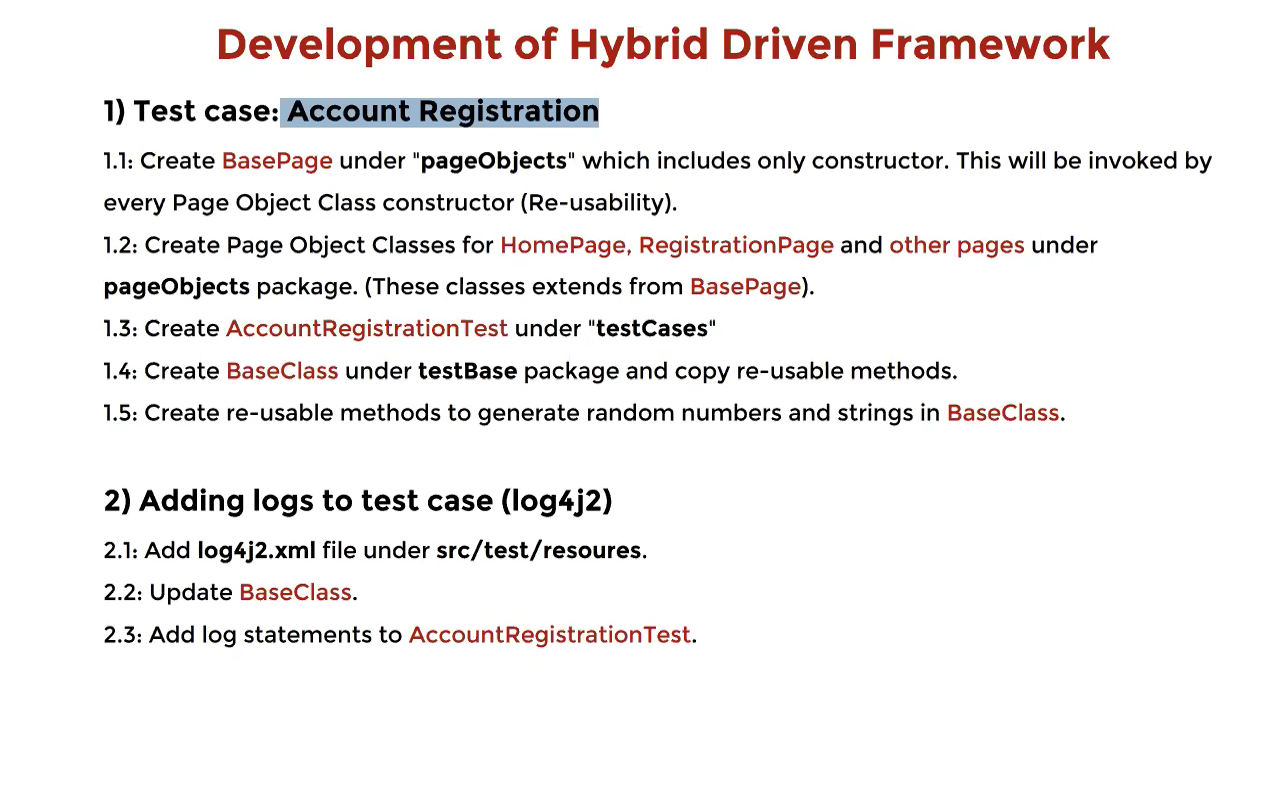 Development of Hybrid Driven Framework
1) Test case: Account Registration
1.1: Create BasePage under "pageObjects" which includes only constructor. This will be invoked by
every Page Object Class constructor (Re-usability).
1.2: Create Page Object Classes for HomePage, RegistrationPage and other pages under
pageObjects package. (These classes extends from BasePage).
1.3: Create AccountRegistrationTest under "testCases"
1.4: Create BaseClass under testBase package and copy re-usable methods.
1.5: Create re-usable methods to generate random numbers and strings in BaseClass.
2) Adding logs to test case (log4j2)
2.1: Add log4j2.xml file under src/test/resoures.
2.2: Update BaseClass.
2.3: Add log statements to AccountRegistrationTest.